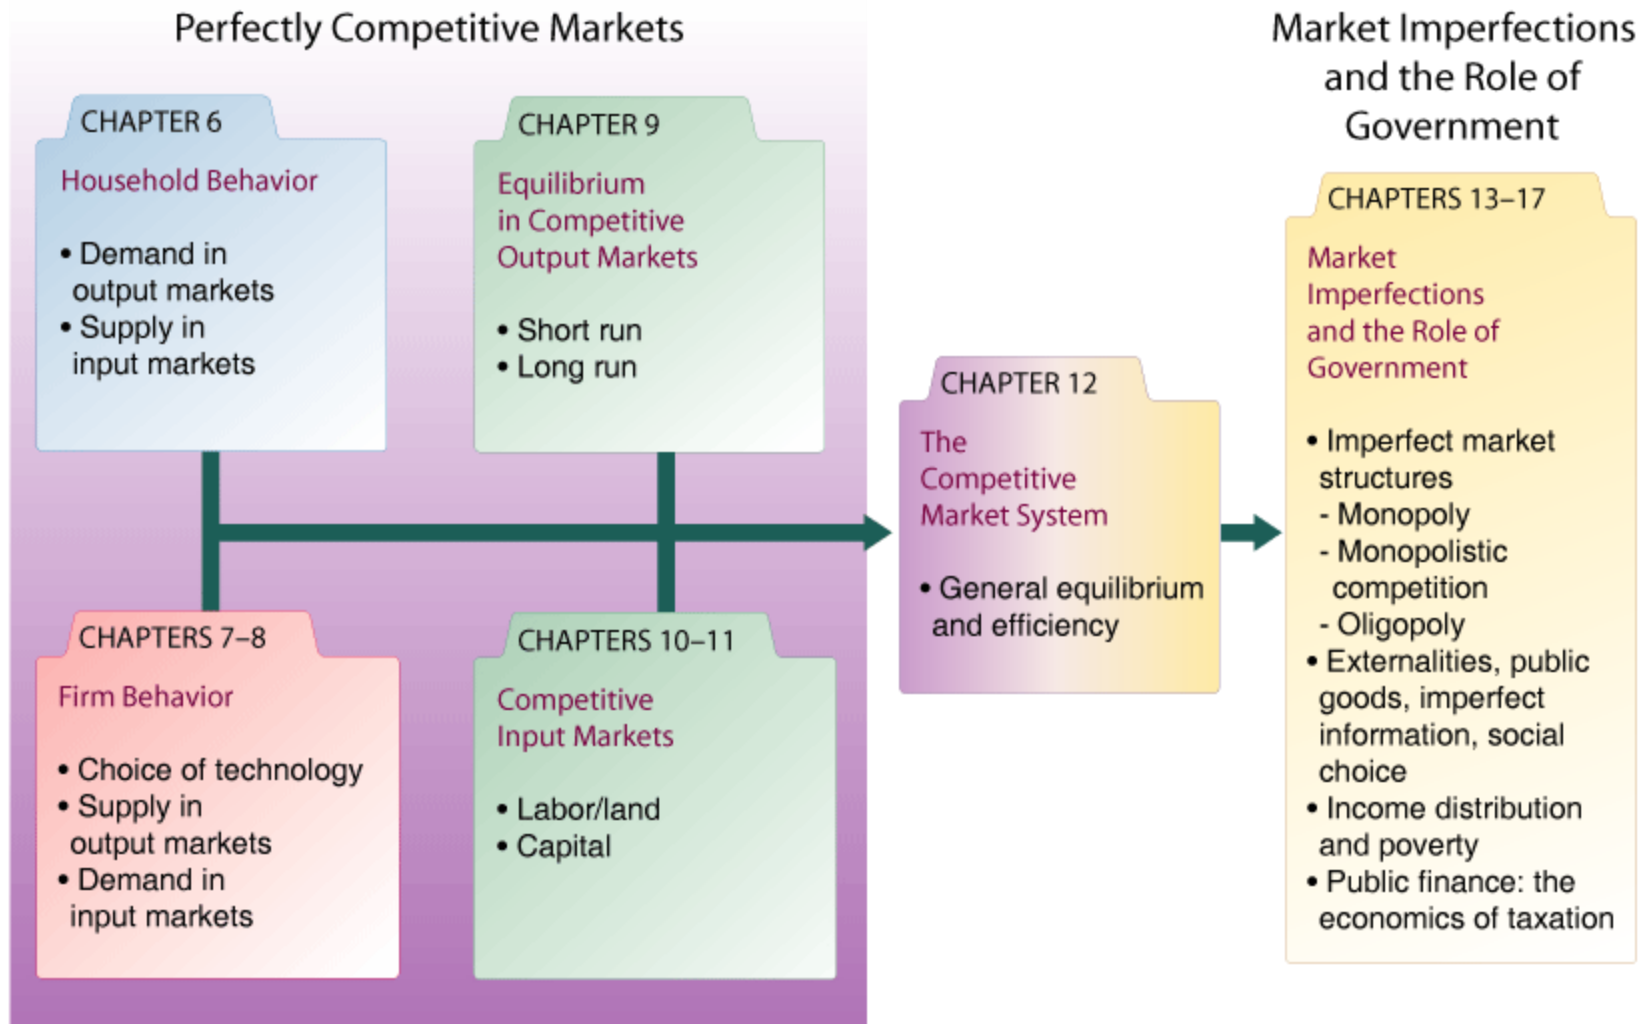 Perfectly Competitive Markets
CHAPTER 6
Household Behavior
• Demand in
output markets
• Supply in
input markets
CHAPTER 9
Equilibrium
in Competitive
Output Markets
• Short run
• Long run
CHAPTERS 7–8
Firm Behavior
• Choice of technology
• Supply in
output markets
• Demand in
input markets
CHAPTERS 10–11
Competitive
Input Markets
• Labor/land
• Capital
CHAPTER 12
The
Competitive
Market System
• General equilibrium
and efficiency
Market Imperfections
and the Role of
Government
CHAPTERS 13–17
Market
Imperfections
and the Role of
Government
• Imperfect market
structures
- Monopoly
- Monopolistic
competition
- Oligopoly
• Externalities, public
goods, imperfect
information, social
choice
• Income distribution
and poverty
• Public finance: the
economics of taxation